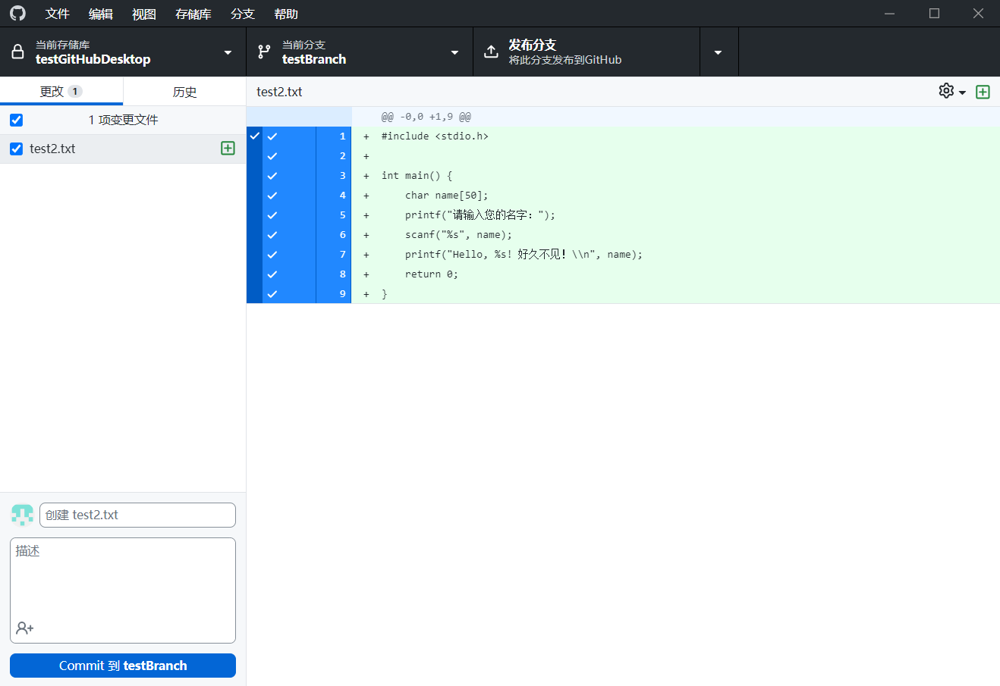 文件 编辑 视图 存储库 分支 帮助
当前存储库
testGitHubDesktop
当前分支
testBranch
发布分支
将此分支发布到GitHub
更改 1
历史
1 项变更文件
test2.txt
test2.txt
@@ -0,0 +1,9 @@
1 + #include <stdio.h>
2 +
3 + int main() {
4 +     char name[50];
5 +     printf("请输入您的名字: ");
6 +     scanf("%s", name);
7 +     printf("Hello, %s! 好久不见! \\n", name);
8 +     return 0;
9 + }
创建 test2.txt
描述
Commit 到 testBranch